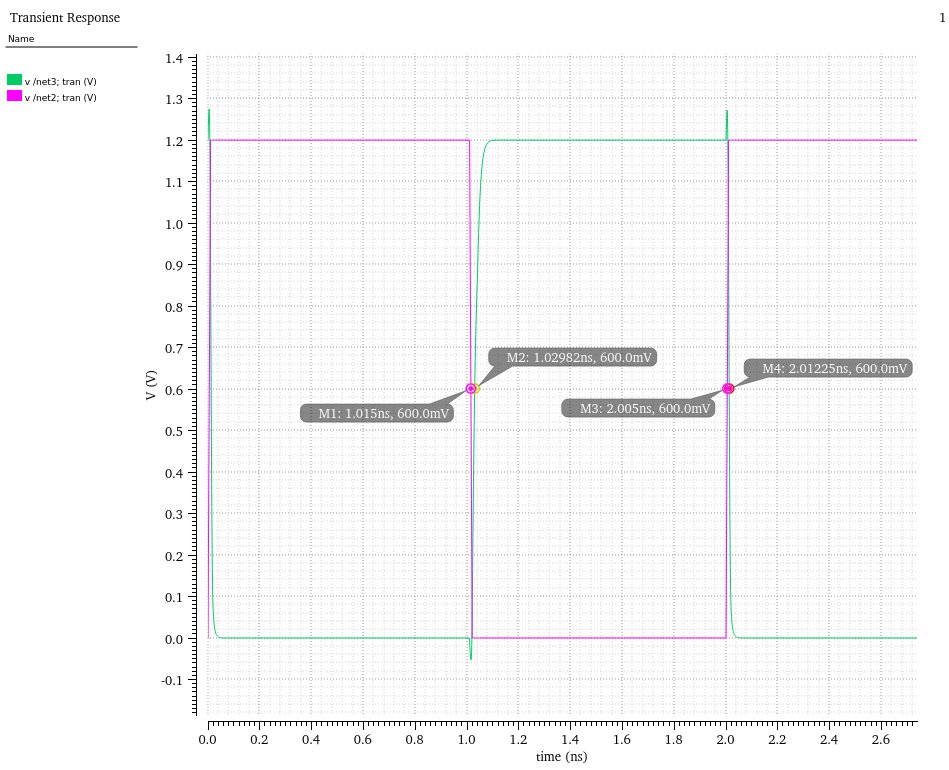 Transient Response
1
Name
v /net3; tran (V)
v /net2; tran (V)
1.4
1.3
1.2
1.1
1.0
0.9
0.8
0.7
0.6
0.5
0.4
0.3
0.2
0.1
0.0
-0.1
V (V)
M2: 1.02982ns, 600.0mV
M4: 2.01225ns, 600.0mV
M1: 1.015ns, 600.0mV
M3: 2.005ns, 600.0mV
0.0 0.2 0.4 0.6 0.8 1.0 1.2 1.4 1.6 1.8 2.0 2.2 2.4 2.6
time (ns)